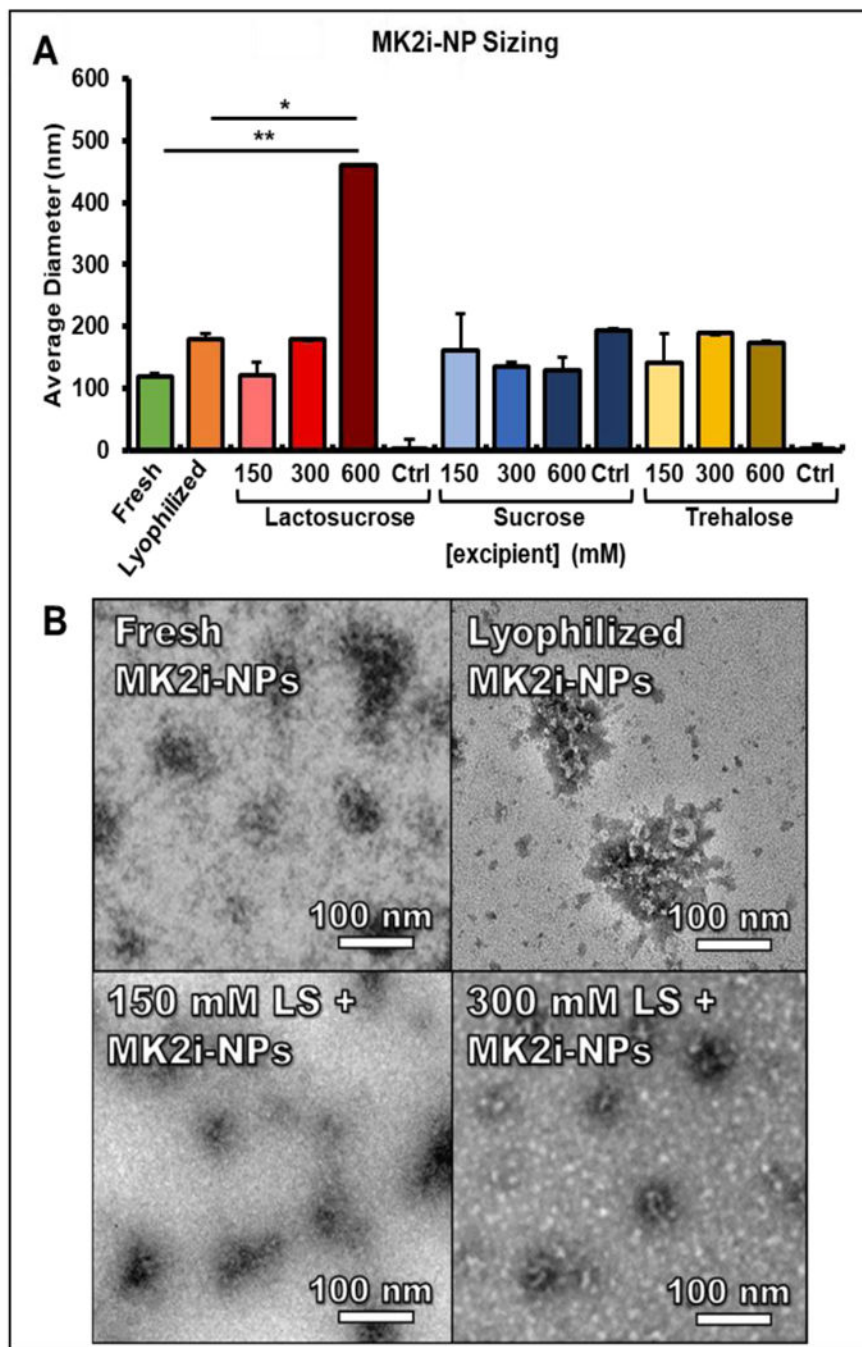 A
MK2i-NP Sizing
600
500
400
300
200
100
0
Average Diameter (nm)
*
**
Fresh
Lyophilized
150 300 600 Ctrl
150 300 600 Ctrl
150 300 600 Ctrl
Lactosucrose
Sucrose
Trehalose
[excipient] (mM)
B
Fresh
MK2i-NPs
100 nm
Lyophilized
MK2i-NPs
100 nm
150 mM LS +
MK2i-NPs
100 nm
300 mM LS +
MK2i-NPs
100 nm